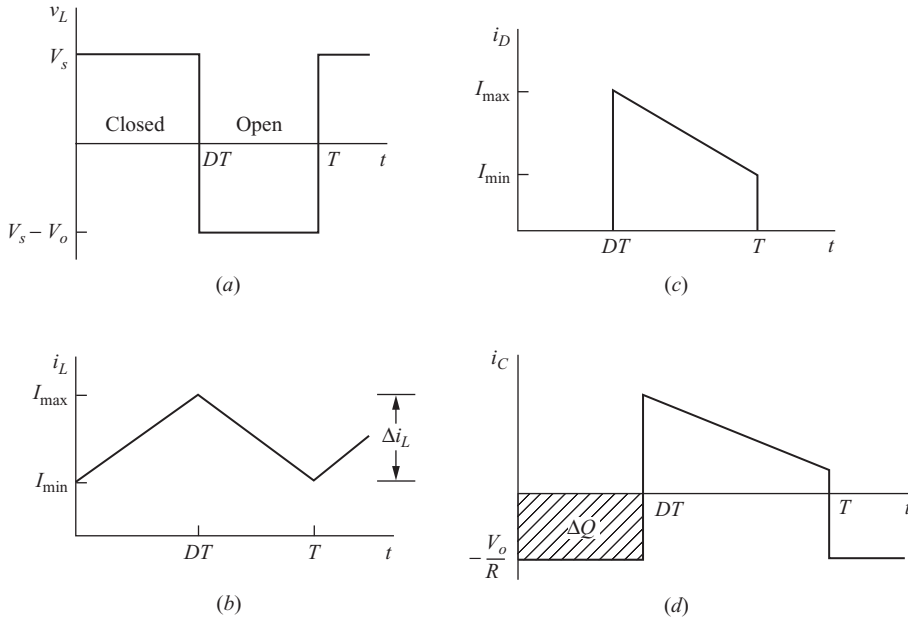 v_L
V_s
Closed
Open
DT
T
t
V_s – V_o
(a)
i_D
I_max
I_min
DT
T
t
(c)
i_L
I_max
I_min
Δi_L
DT
T
t
(b)
i_C
ΔQ
DT
T
t
– V_o/R
(d)